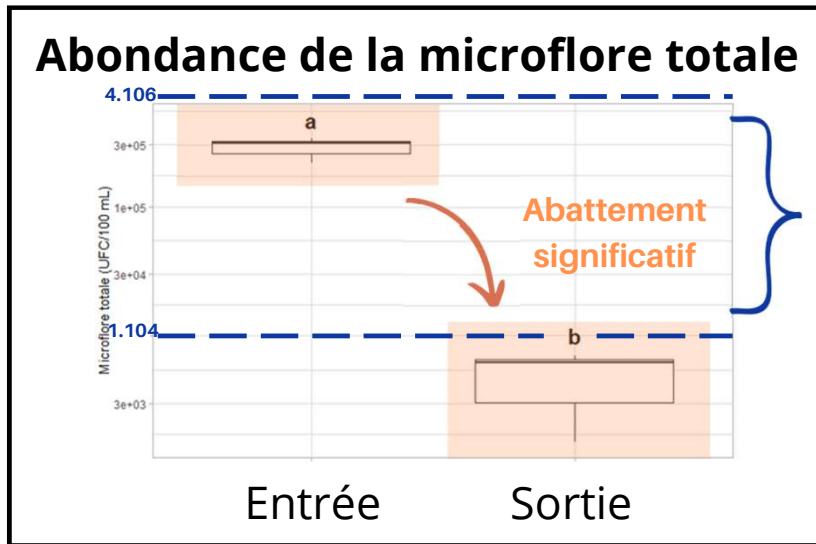 Abondance de la microflore totale
4.106
a
3e+05
1e+05
Abattement
significatif
3e+04
1.104
b
3e+03
Microflore totale (UFC/100 mL)
Entrée
Sortie